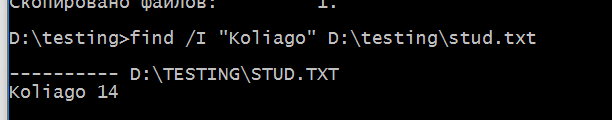 Скопировано файлов:         1.
D:\testing>find /I "Koliago" D:\testing\stud.txt
---------- D:\TESTING\STUD.TXT
Koliago 14